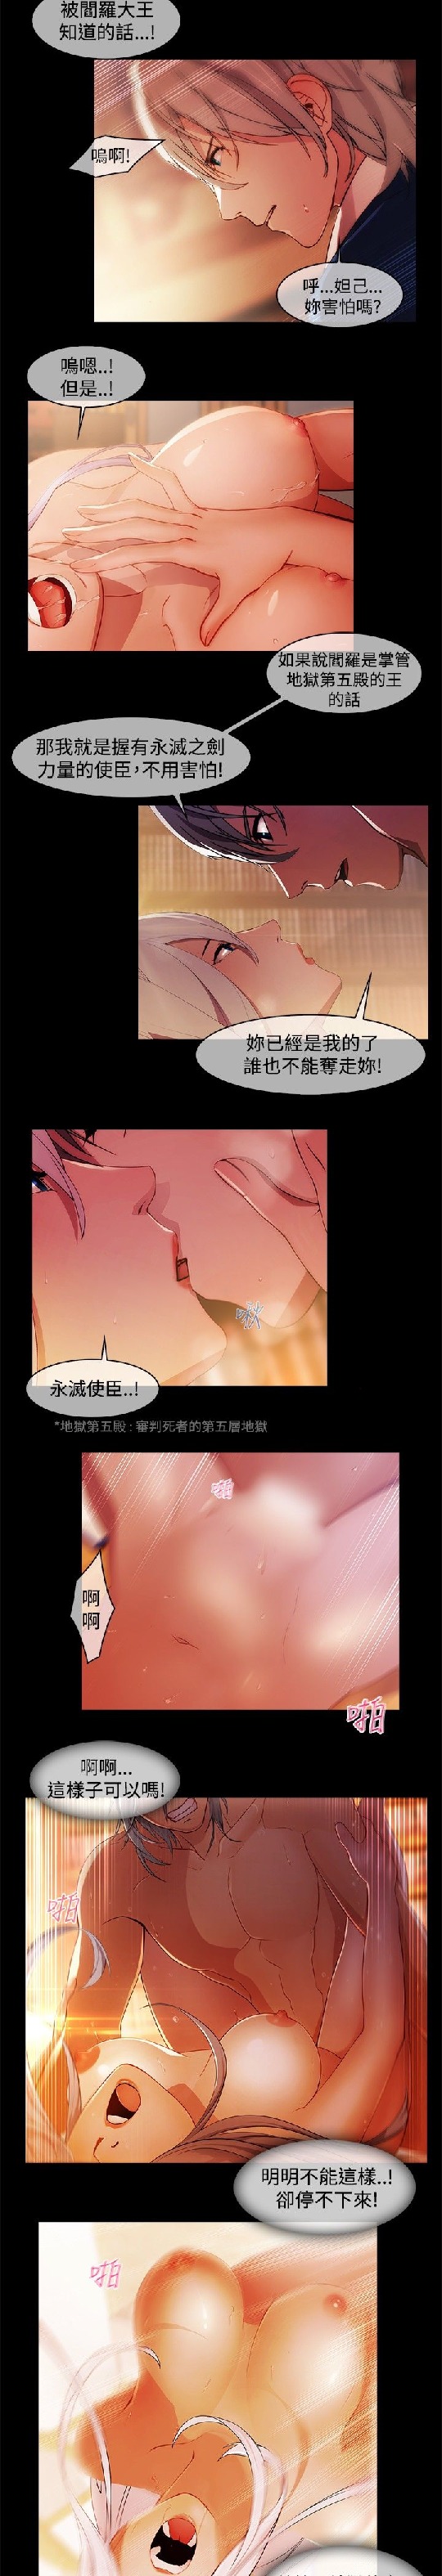 被閻羅大王
知道的話...!
嗚啊!
呼...妲己...
妳害怕嗎?
嗚嗯..!
但是..!
如果說閻羅是掌管
地獄第五殿的王
的話
那我就是握有永滅之劍
力量的使臣,不用害怕!
妳已經是我的了
誰也不能奪走妳!
啾
永滅使臣..!
*地獄第五殿 : 審判死者的第五層地獄
啪
啊
啊
啪
啊啊...
這樣子可以嗎!
啪
明明不能這樣..!
卻停不下來!
啪